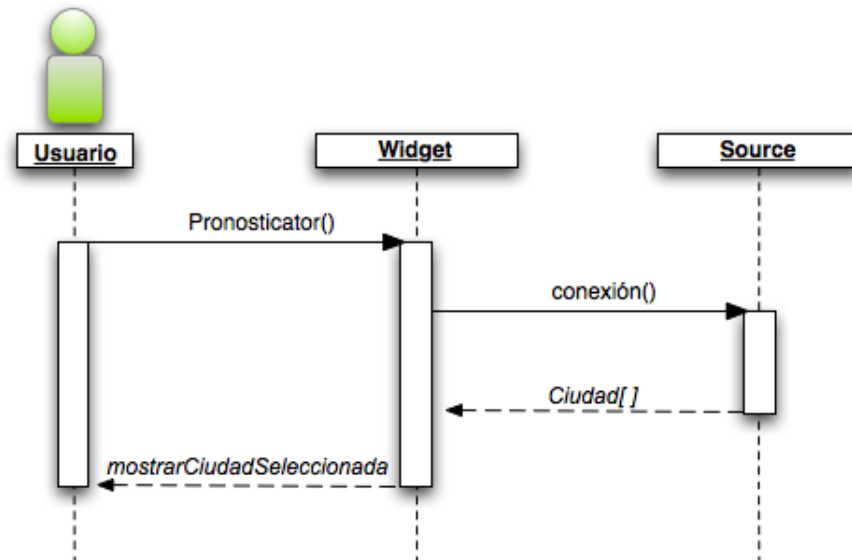 Usuario
Widget
Source
Pronosticator()
conexión()
Ciudad[ ]
mostrarCiudadSeleccionada